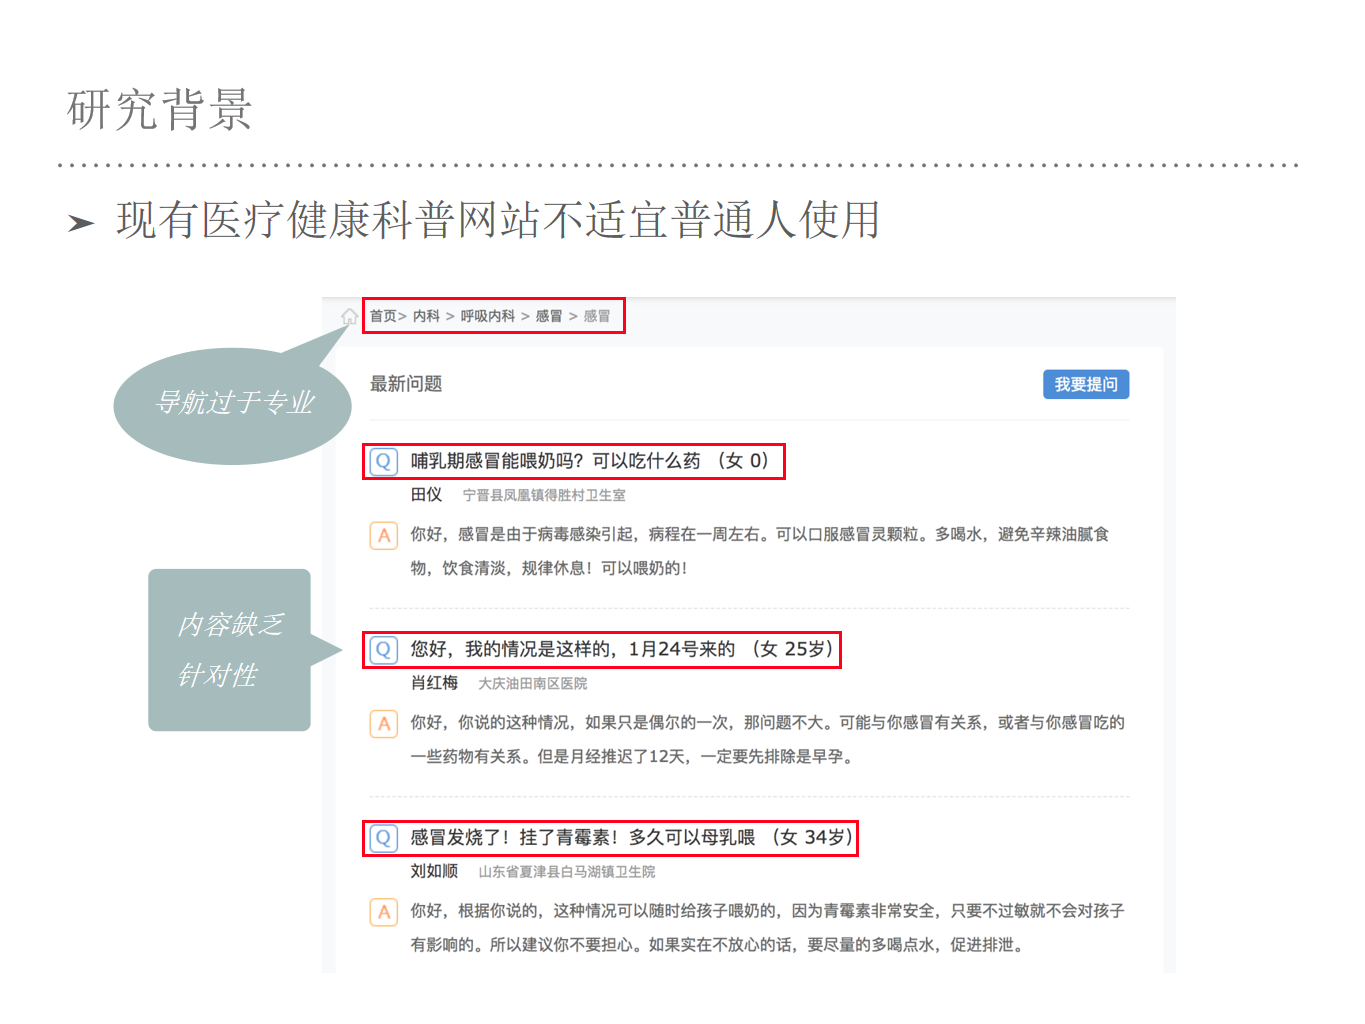 研究背景
➤ 现有医疗健康科普网站不适宜普通人使用
首页> 内科 > 呼吸内科 > 感冒 > 感冒
导航过于专业
最新问题
我要提问
Q 哺乳期感冒能喂奶吗？可以吃什么药 （女 0）
田仪 宁晋县凤凰镇得胜村卫生室
A 你好，感冒是由于病毒感染引起，病程在一周左右。可以口服感冒灵颗粒。多喝水，避免辛辣油腻食
物，饮食清淡，规律休息！可以喂奶的！
内容缺乏
针对性
Q 您好，我的情况是这样的，1月24号来的 （女 25岁）
肖红梅 大庆油田南区医院
A 你好，你说的这种情况，如果只是偶尔的一次，那问题不大。可能与你感冒有关系，或者与你感冒吃的
一些药物有关系。但是月经推迟了12天，一定要先排除是早孕。
Q 感冒发烧了！挂了青霉素！多久可以母乳喂 （女 34岁）
刘如顺 山东省夏津县白马湖镇卫生院
A 你好，根据你说的，这种情况可以随时给孩子喂奶的，因为青霉素非常安全，只要不过敏就不会对孩子
有影响的。所以建议你不要担心。如果实在不放心的话，要尽量的多喝点水，促进排泄。